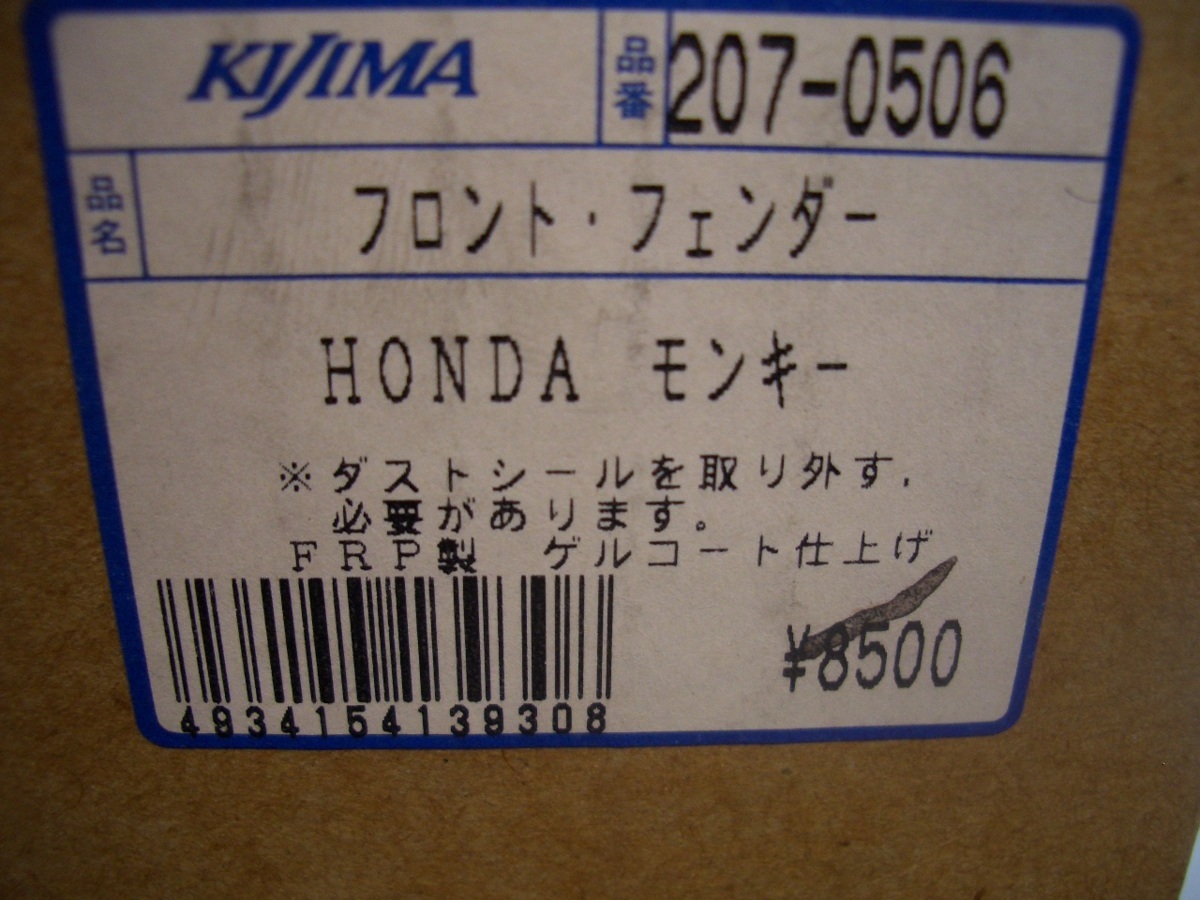 KIJIMA
品番 207-0506
品名 フロント・フェンダー
HONDA モンキー
※ダストシールを取り外す.
必要があります。
FRP製 ゲルコート仕上げ
¥8500
4934154139308